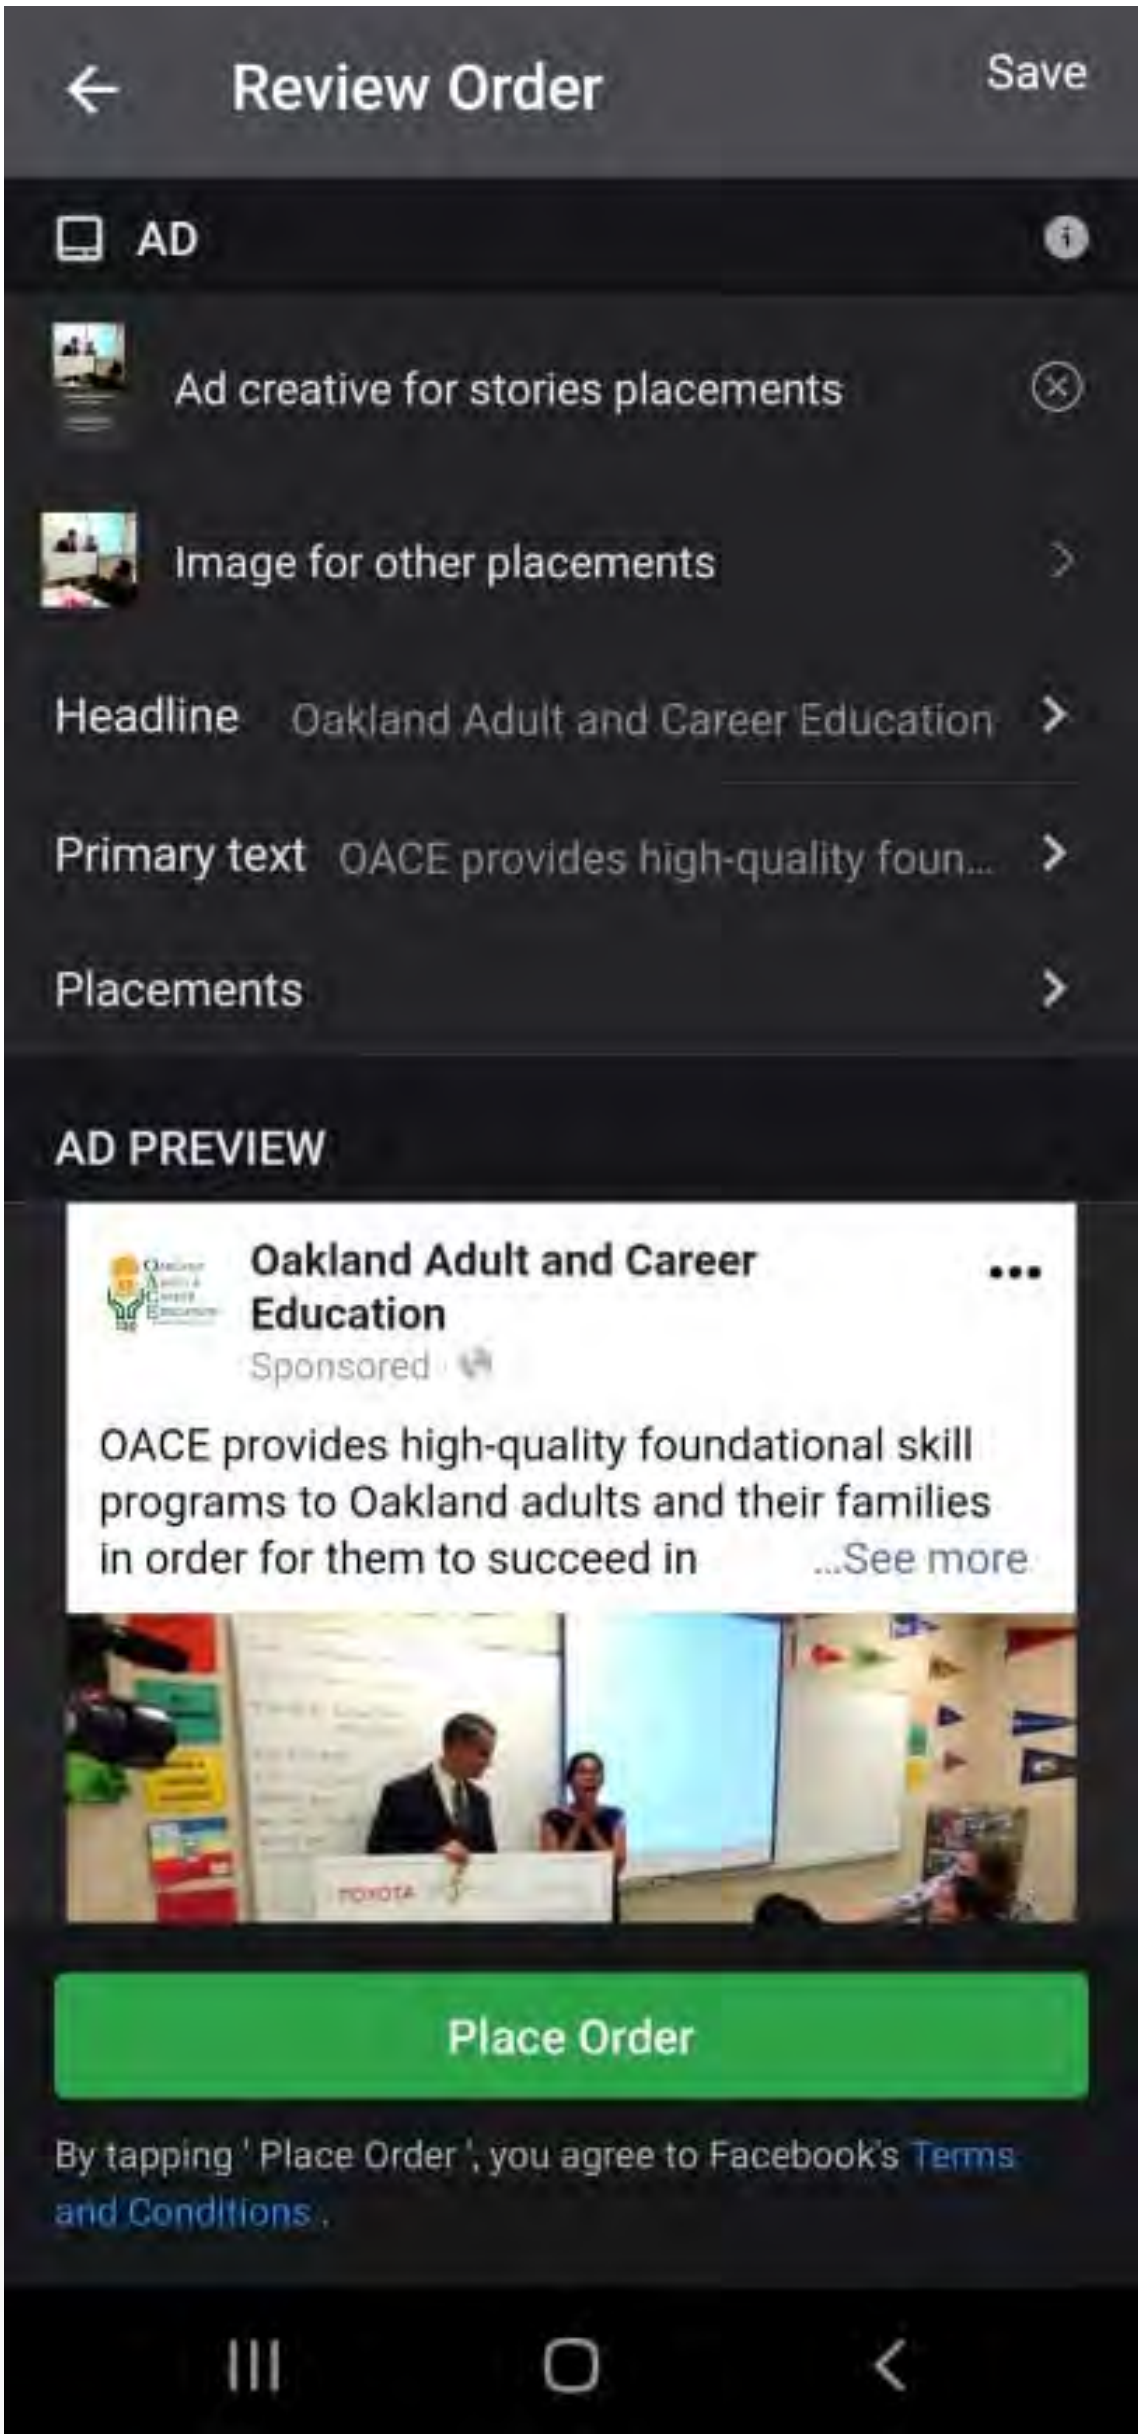 Review Order
Save
AD
Ad creative for stories placements
Image for other placements
Headline Oakland Adult and Career Education
Primary text OACE provides high-quality foun...
Placements
AD PREVIEW
Oakland Adult and Career
Education
Sponsored
OACE provides high-quality foundational skill
programs to Oakland adults and their families
in order for them to succeed in ...See more
TOYOTA
Place Order
By tapping ' Place Order ', you agree to Facebook's Terms
and Conditions .